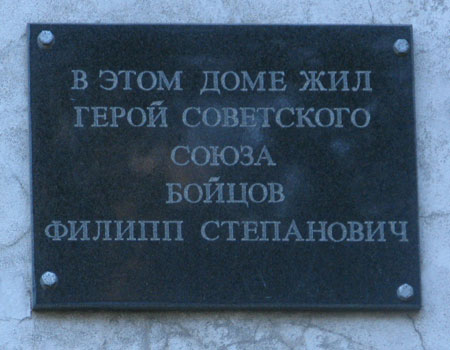 В ЭТОМ ДОМЕ ЖИЛ
ГЕРОЙ СОВЕТСКОГО
СОЮЗА
БОЙЦОВ
ФИЛИПП СТЕПАНОВИЧ